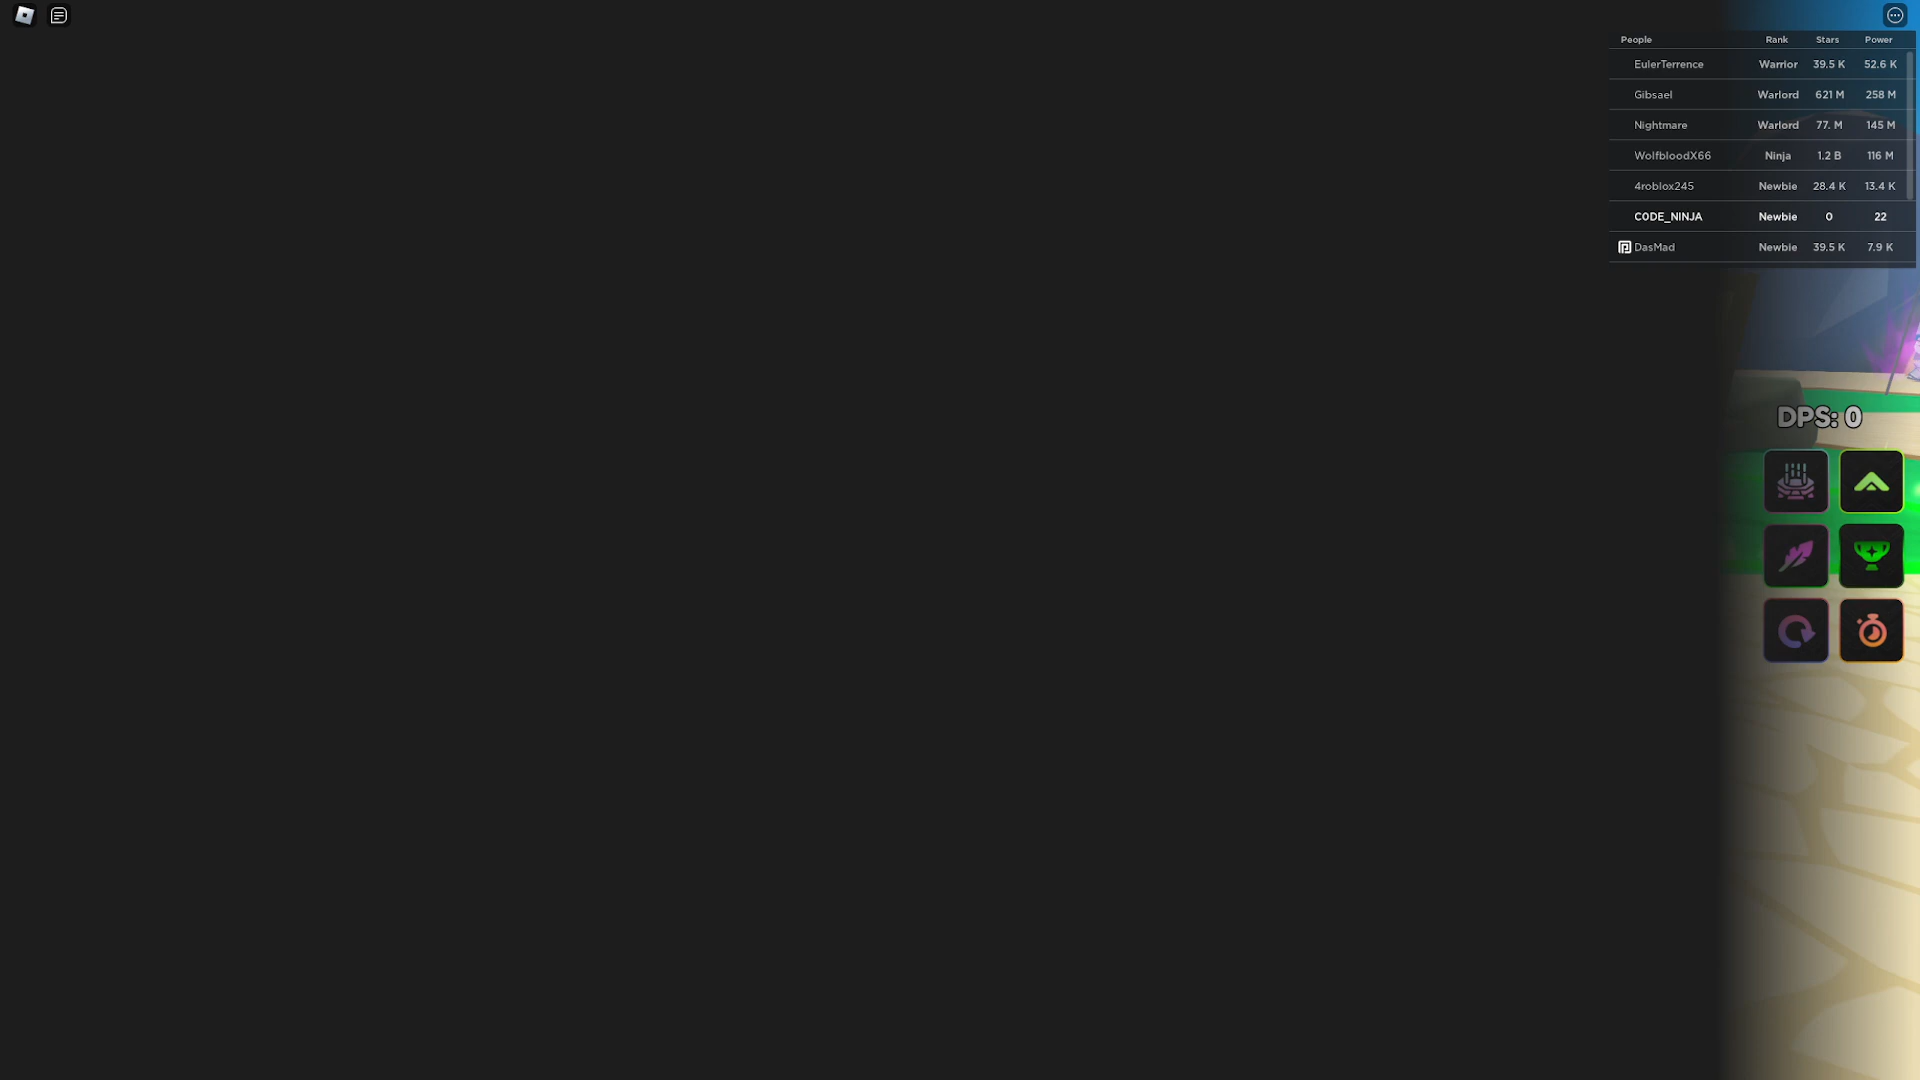 People Rank Stars Power
EulerTerrence Warrior 39.5 K 52.6 K
Gibsael Warlord 621 M 258 M
Nightmare Warlord 77. M 145 M
WolfbloodX66 Ninja 1.2 B 116 M
4roblox245 Newbie 28.4 K 13.4 K
C0DE_NINJA Newbie 0 22
DasMad Newbie 39.5 K 7.9 K
DPS: 0